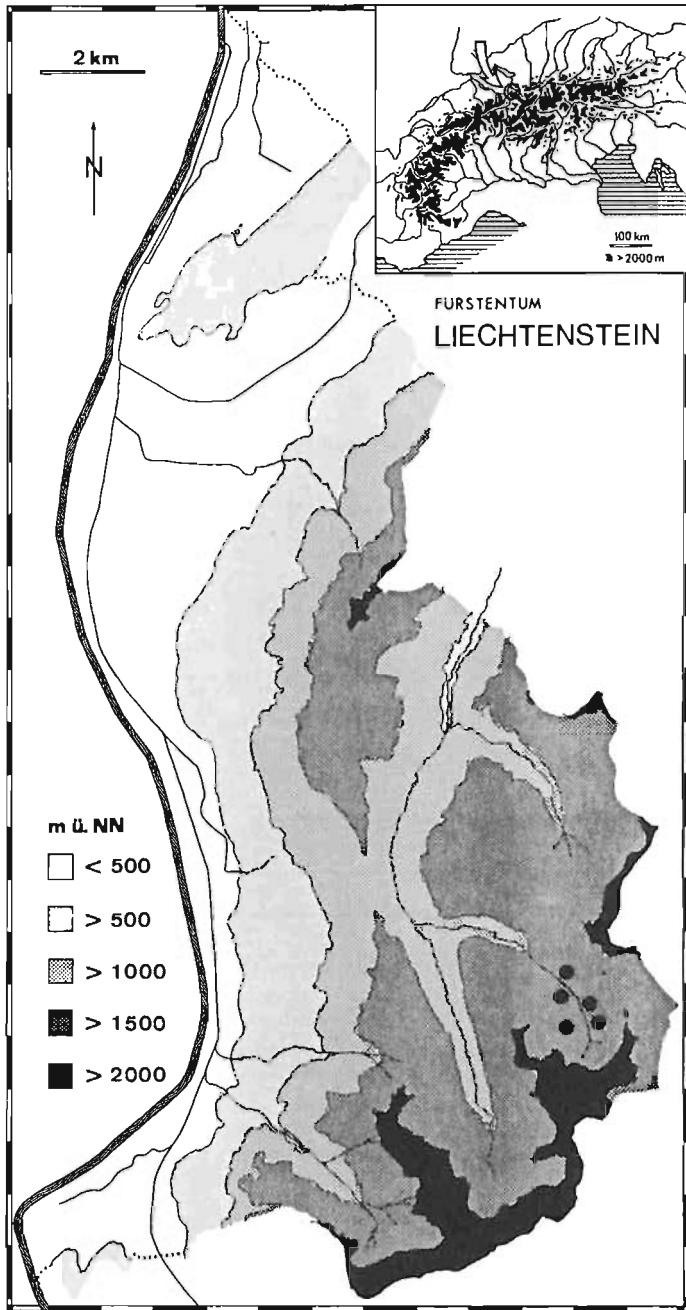 2 km
N
100 km
> 2000 m
FÜRSTENTUM
LIECHTENSTEIN
m ü. NN
< 500
> 500
> 1000
> 1500
> 2000